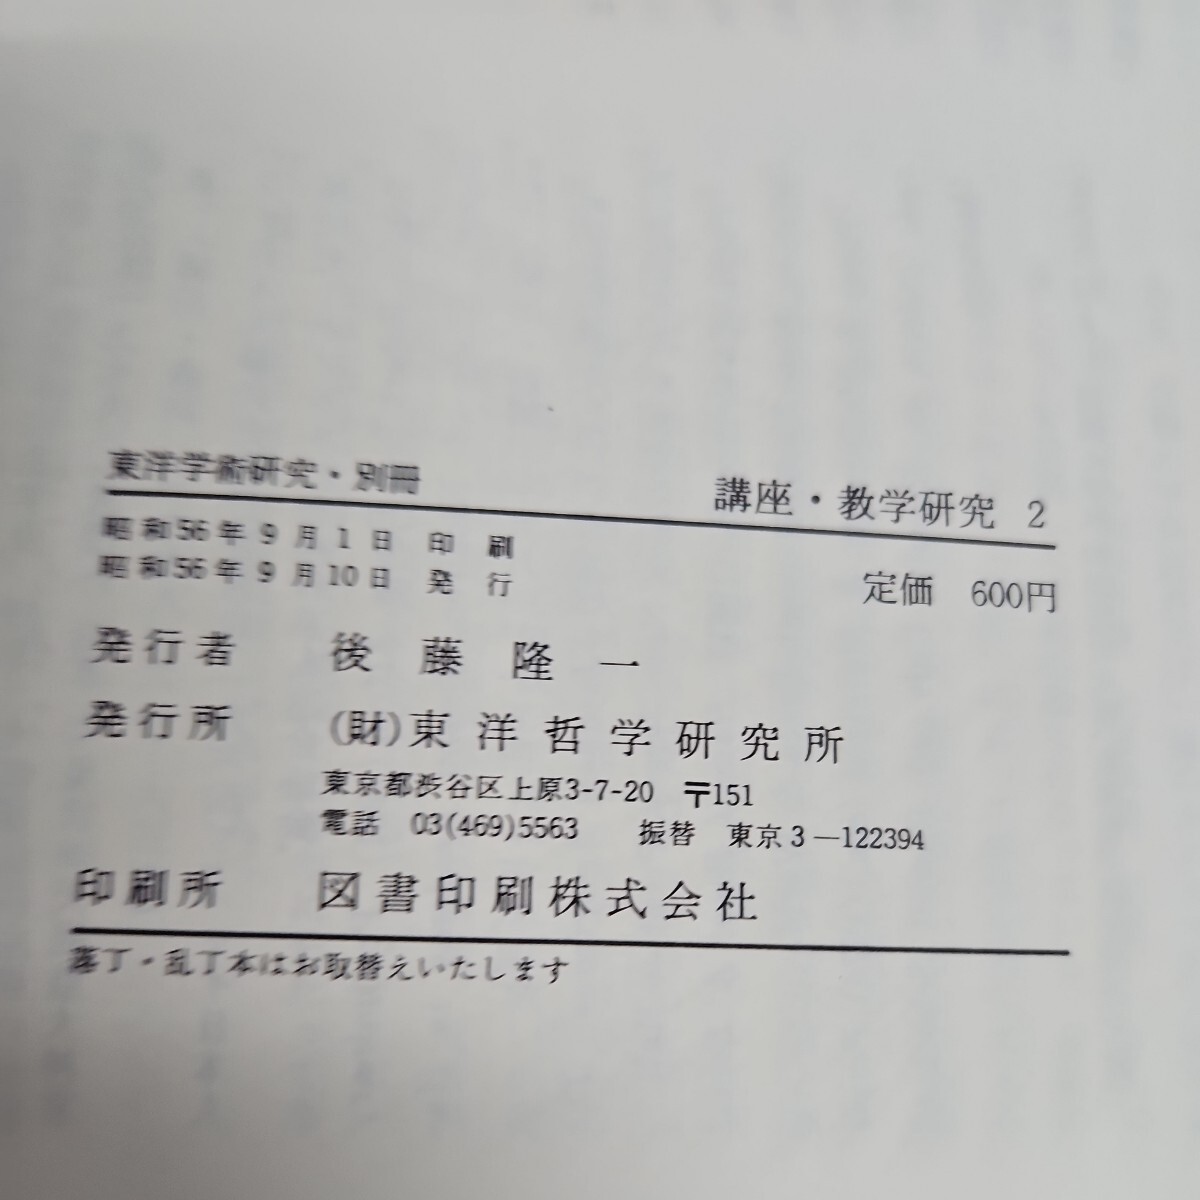 東洋学術研究・別冊　講座・教学研究 2
昭和56年9月1日 印刷
昭和56年9月10日 発行
定価 600円
発行者 後藤隆一
発行所 (財)東洋哲学研究所
東京都渋谷区上原3-7-20 〒151
電話 03(469)5563 振替 東京3—122394
印刷所 図書印刷株式会社
落丁・乱丁本はお取替えいたします